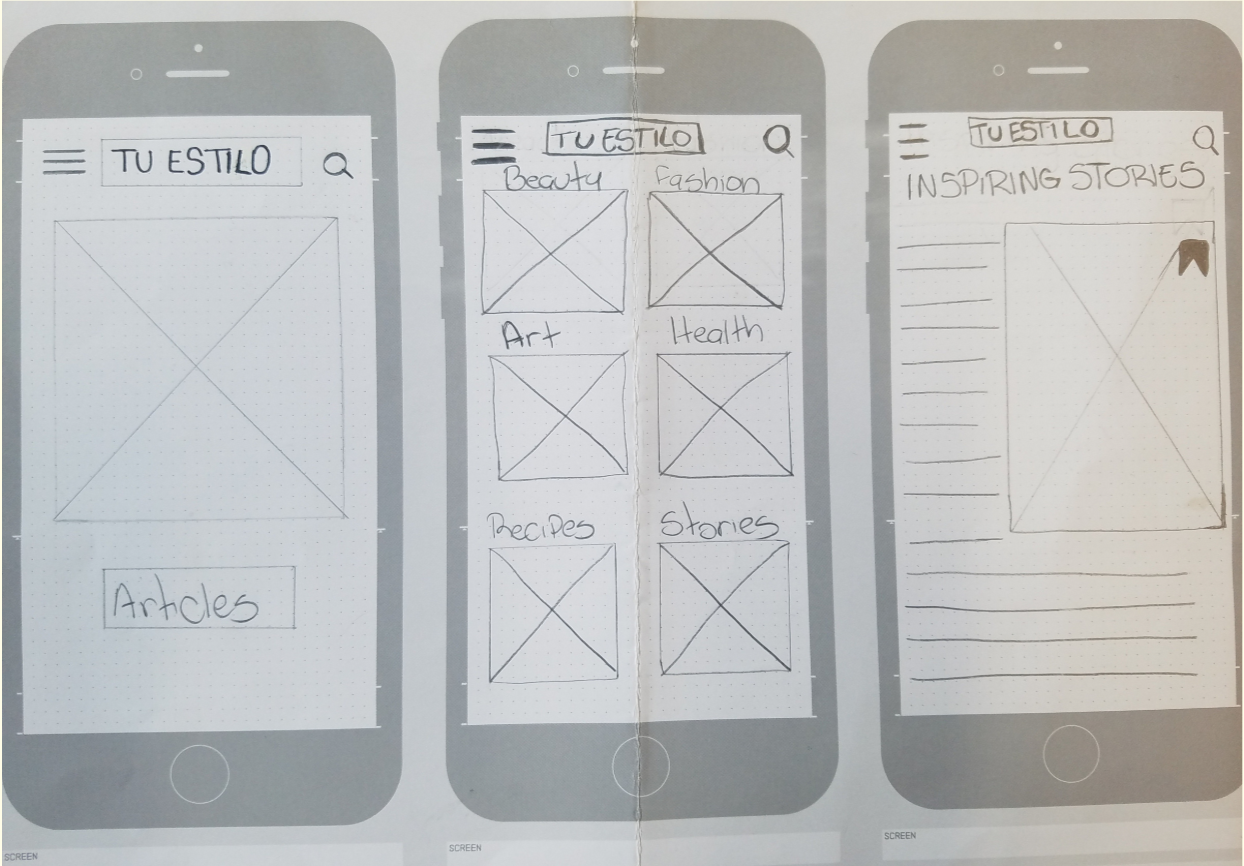 TU ESTILO
Articles
SCREEN
TU ESTILO
Beauty Fashion
Art Health
Recipes Stories
SCREEN
TU ESTILO
INSPIRING STORIES
SCREEN